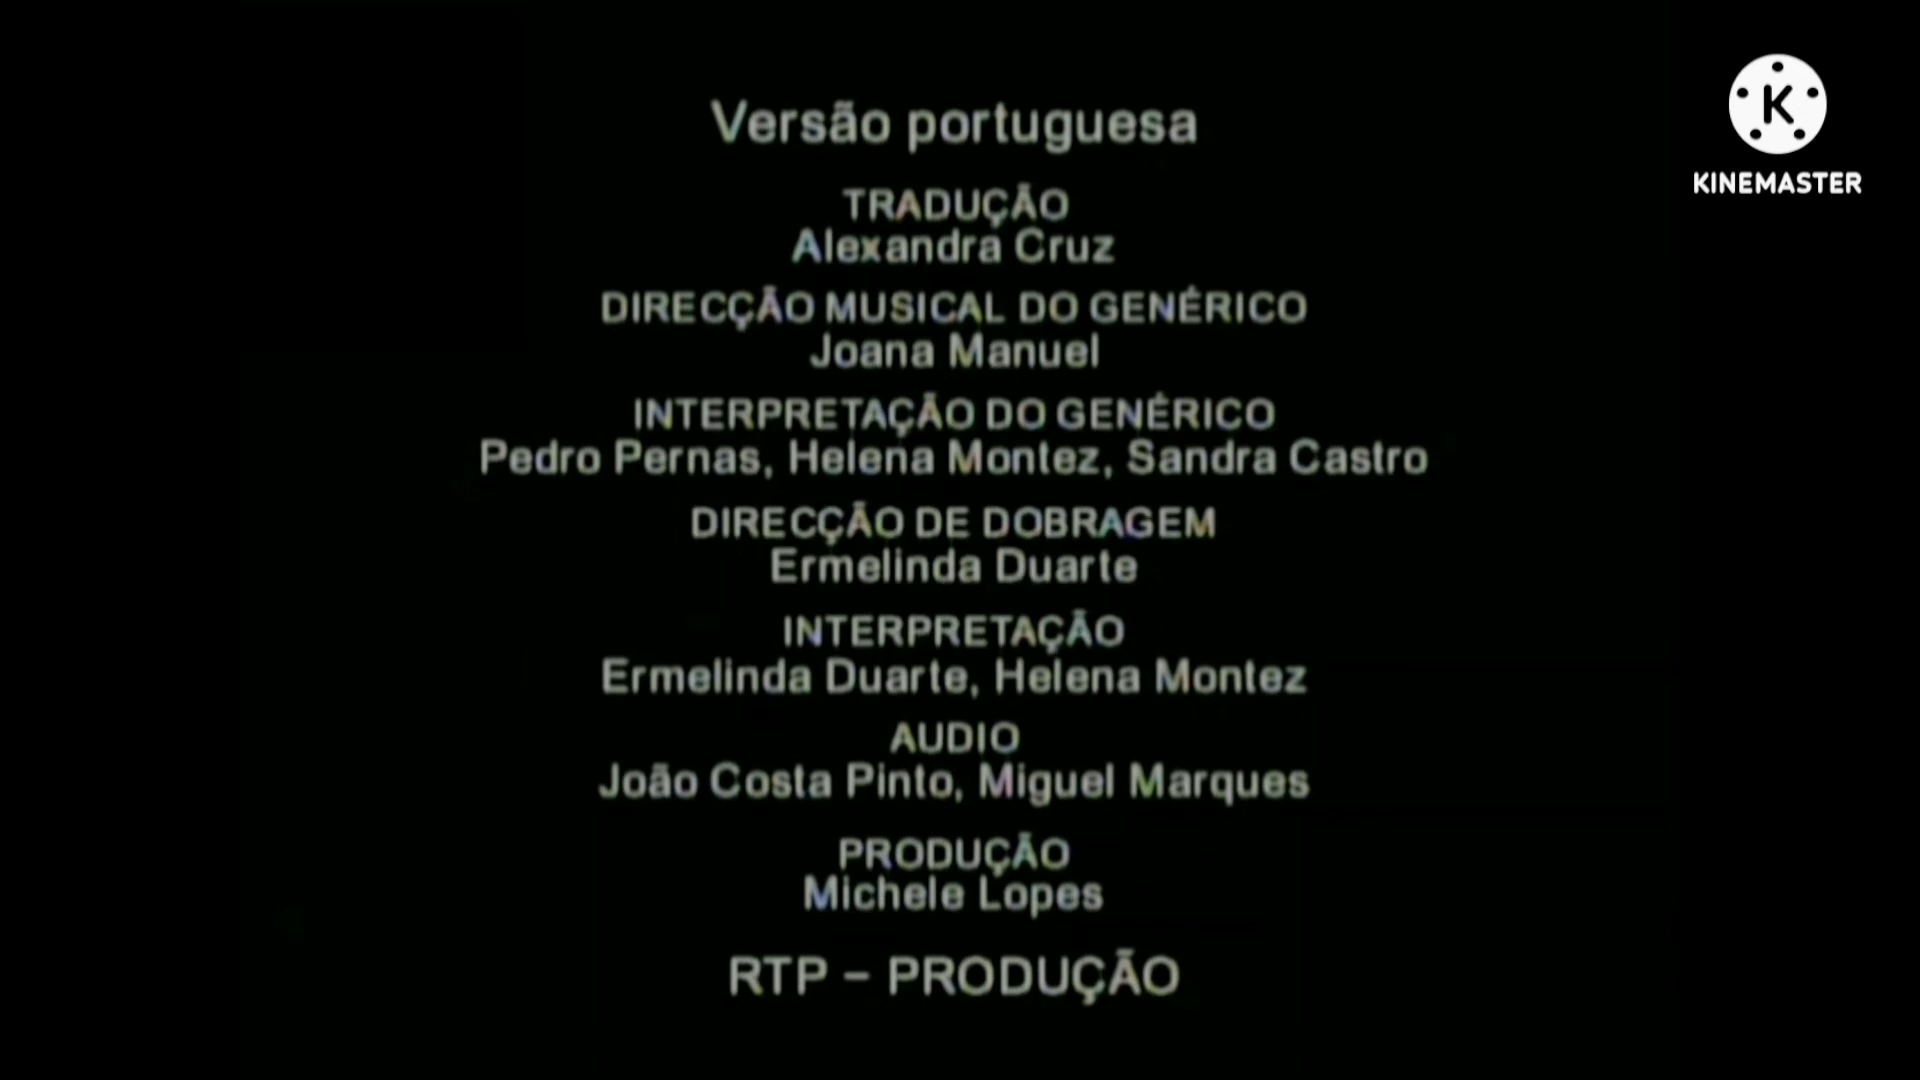 Versão portuguesa
TRADUÇÃO
Alexandra Cruz
DIRECÇÃO MUSICAL DO GENÉRICO
Joana Manuel
INTERPRETAÇÃO DO GENÉRICO
Pedro Pernas, Helena Montez, Sandra Castro
DIRECÇÃO DE DOBRAGEM
Ermelinda Duarte
INTERPRETAÇÃO
Ermelinda Duarte, Helena Montez
AUDIO
João Costa Pinto, Miguel Marques
PRODUÇÃO
Michele Lopes
RTP – PRODUÇÃO
K
KINEMASTER